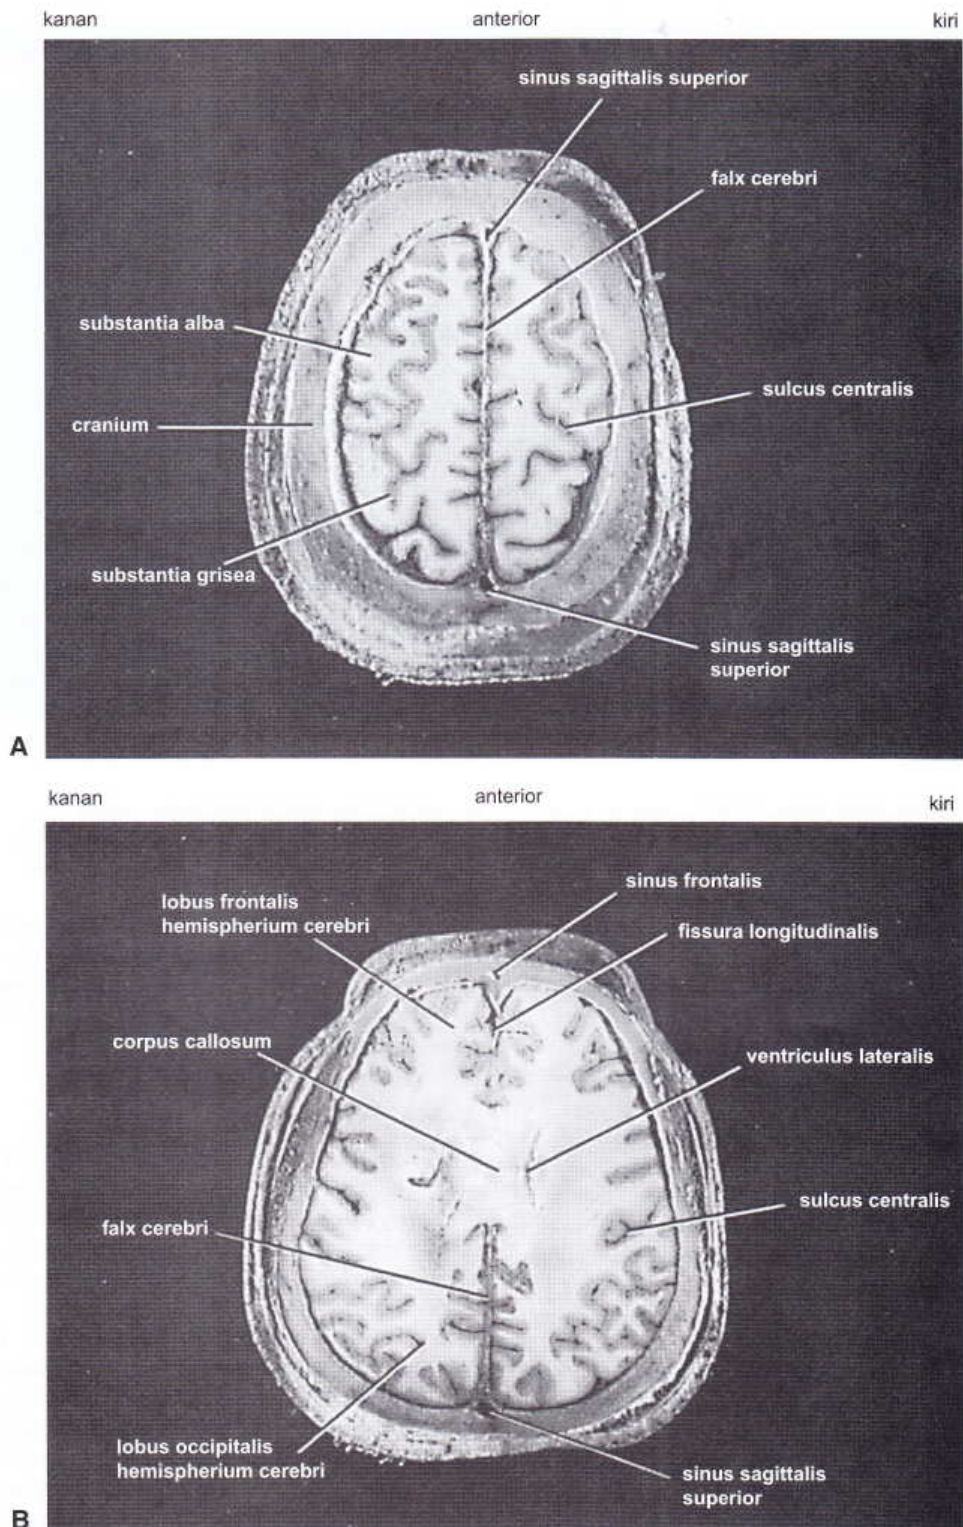 kanan anterior kiri
sinus sagittalis superior
falx cerebri
substantia alba
sulcus centralis
cranium
substantia grisea
sinus sagittalis
superior
A
kanan anterior kiri
sinus frontalis
lobus frontalis
hemispherium cerebri
fissura longitudinalis
corpus callosum
ventriculus lateralis
sulcus centralis
falx cerebri
lobus occipitalis
hemispherium cerebri
sinus sagittalis
superior
B